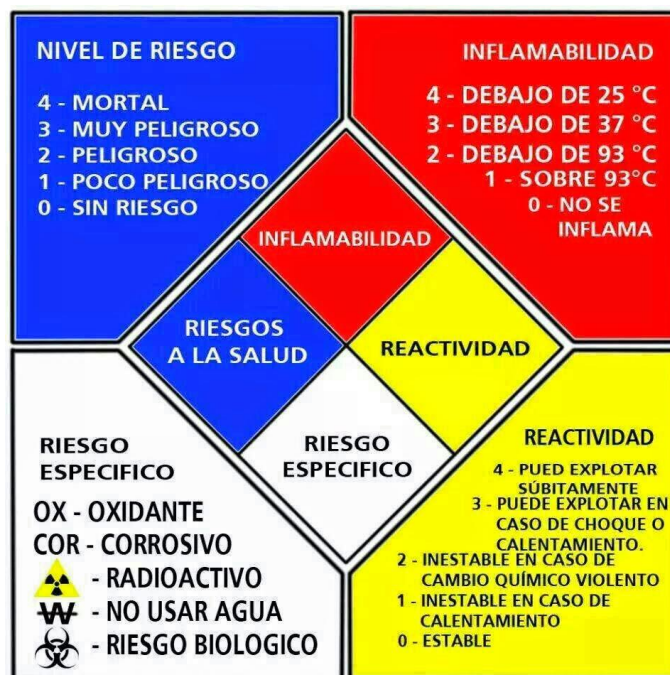 NIVEL DE RIESGO
4 - MORTAL
3 - MUY PELIGROSO
2 - PELIGROSO
1 - POCO PELIGROSO
0 - SIN RIESGO
INFLAMABILIDAD
4 - DEBAJO DE 25 °C
3 - DEBAJO DE 37 °C
2 - DEBAJO DE 93 °C
1 - SOBRE 93°C
0 - NO SE
INFLAMA
INFLAMABILIDAD
RIESGOS
A LA SALUD
REACTIVIDAD
RIESGO
ESPECIFICO
RIESGO
ESPECIFICO
OX - OXIDANTE
COR - CORROSIVO
- RADIOACTIVO
W - NO USAR AGUA
- RIESGO BIOLOGICO
REACTIVIDAD
4 - PUED EXPLOTAR
SÚBITAMENTE
3 - PUEDE EXPLOTAR EN
CASO DE CHOQUE O
CALENTAMIENTO.
2 - INESTABLE EN CASO DE
CAMBIO QUÍMICO VIOLENTO
1 - INESTABLE EN CASO DE
CALENTAMIENTO
0 - ESTABLE